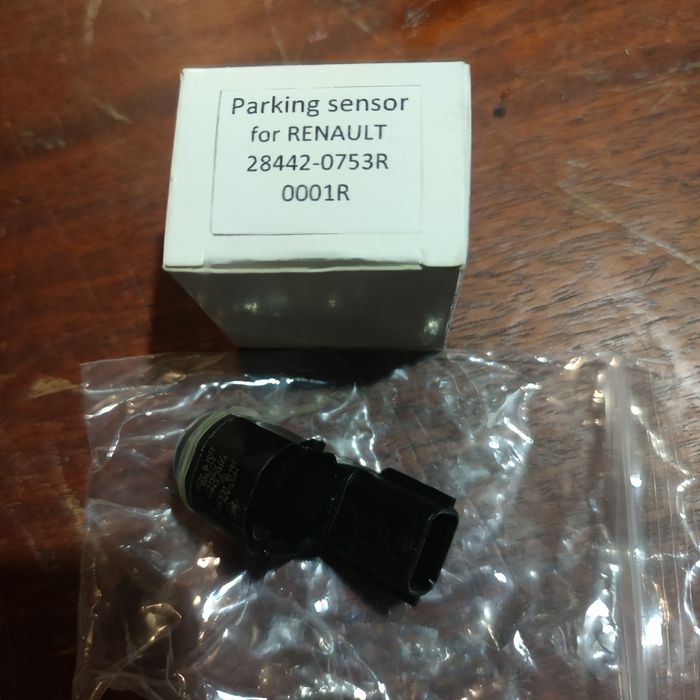 Parking sensor
for RENAULT
28442-0753R
0001R